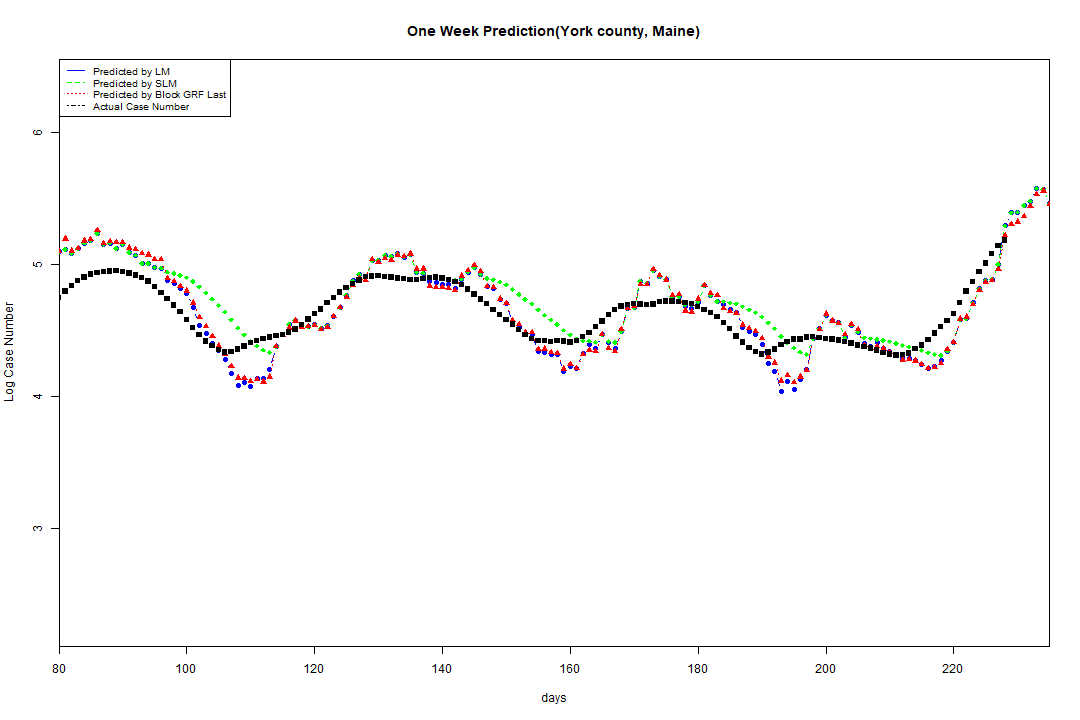 One Week Prediction(York county, Maine)
Predicted by LM
Predicted by SLM
Predicted by Block GRF Last
Actual Case Number
6
5
4
3
Log Case Number
80 100 120 140 160 180 200 220
days